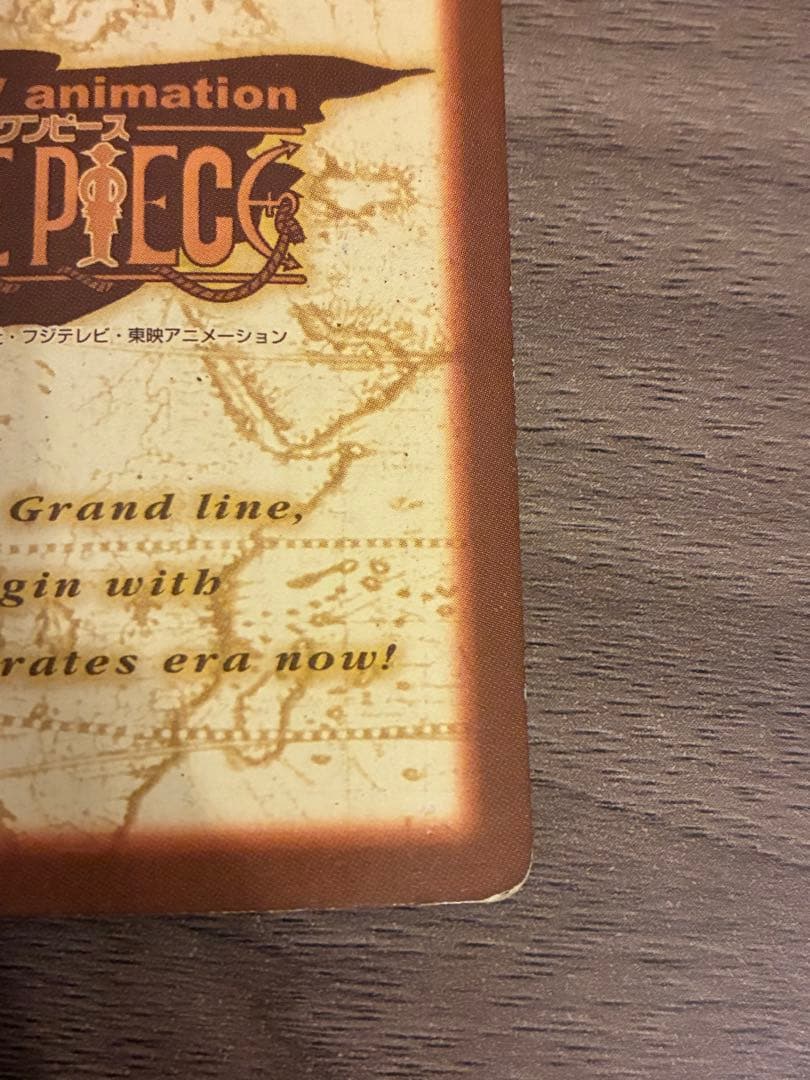 animation
ワンピース
E PIECE
・フジテレビ・東映アニメーション
Grand line,
gin with
rates era now!